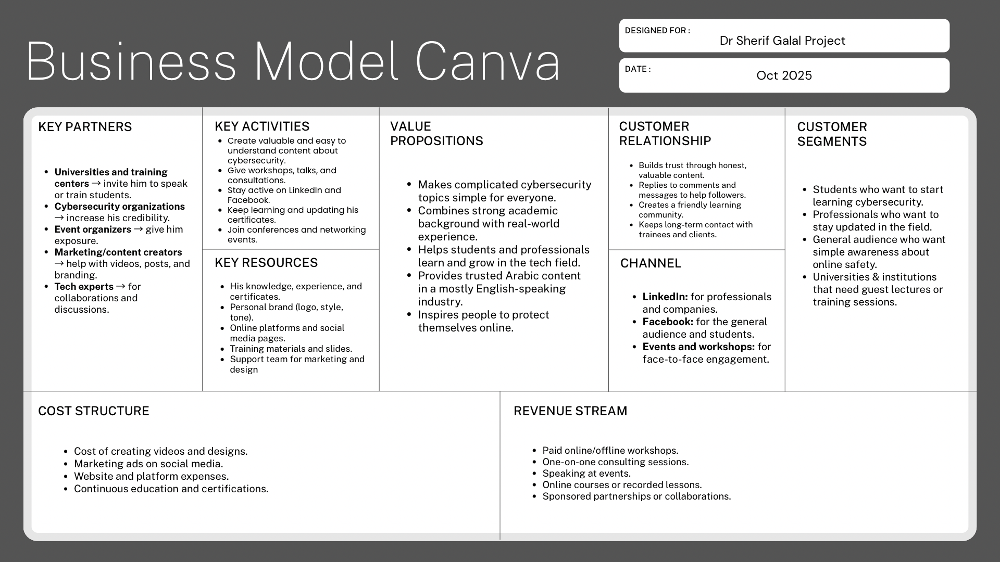 Business Model Canva
DESIGNED FOR :
Dr Sherif Galal Project
DATE :
Oct 2025
KEY PARTNERS
• Universities and training
centers → invite him to speak
or train students.
• Cybersecurity organizations
→ increase his credibility.
• Event organizers → give him
exposure.
• Marketing/content creators
→ help with videos, posts, and
branding.
• Tech experts → for
collaborations and
discussions.
KEY ACTIVITIES
• Create valuable and easy to
understand content about
cybersecurity.
• Give workshops, talks, and
consultations.
• Stay active on LinkedIn and
Facebook.
• Keep learning and updating his
certificates.
• Join conferences and networking
events.
KEY RESOURCES
• His knowledge, experience, and
certificates.
• Personal brand (logo, style,
tone).
• Online platforms and social
media pages.
• Training materials and slides.
• Support team for marketing and
design
VALUE
PROPOSITIONS
• Makes complicated cybersecurity
topics simple for everyone.
• Combines strong academic
background with real-world
experience.
• Helps students and professionals
learn and grow in the tech field.
• Provides trusted Arabic content
in a mostly English-speaking
industry.
• Inspires people to protect
themselves online.
CUSTOMER
RELATIONSHIP
• Builds trust through honest,
valuable content.
• Replies to comments and
messages to help followers.
• Creates a friendly learning
community.
• Keeps long-term contact with
trainees and clients.
CHANNEL
• LinkedIn: for professionals
and companies.
• Facebook: for the general
audience and students.
• Events and workshops: for
face-to-face engagement.
CUSTOMER
SEGMENTS
• Students who want to start
learning cybersecurity.
• Professionals who want to
stay updated in the field.
• General audience who want
simple awareness about
online safety.
• Universities & institutions
that need guest lectures or
training sessions.
COST STRUCTURE
• Cost of creating videos and designs.
• Marketing ads on social media.
• Website and platform expenses.
• Continuous education and certifications.
REVENUE STREAM
• Paid online/offline workshops.
• One-on-one consulting sessions.
• Speaking at events.
• Online courses or recorded lessons.
• Sponsored partnerships or collaborations.